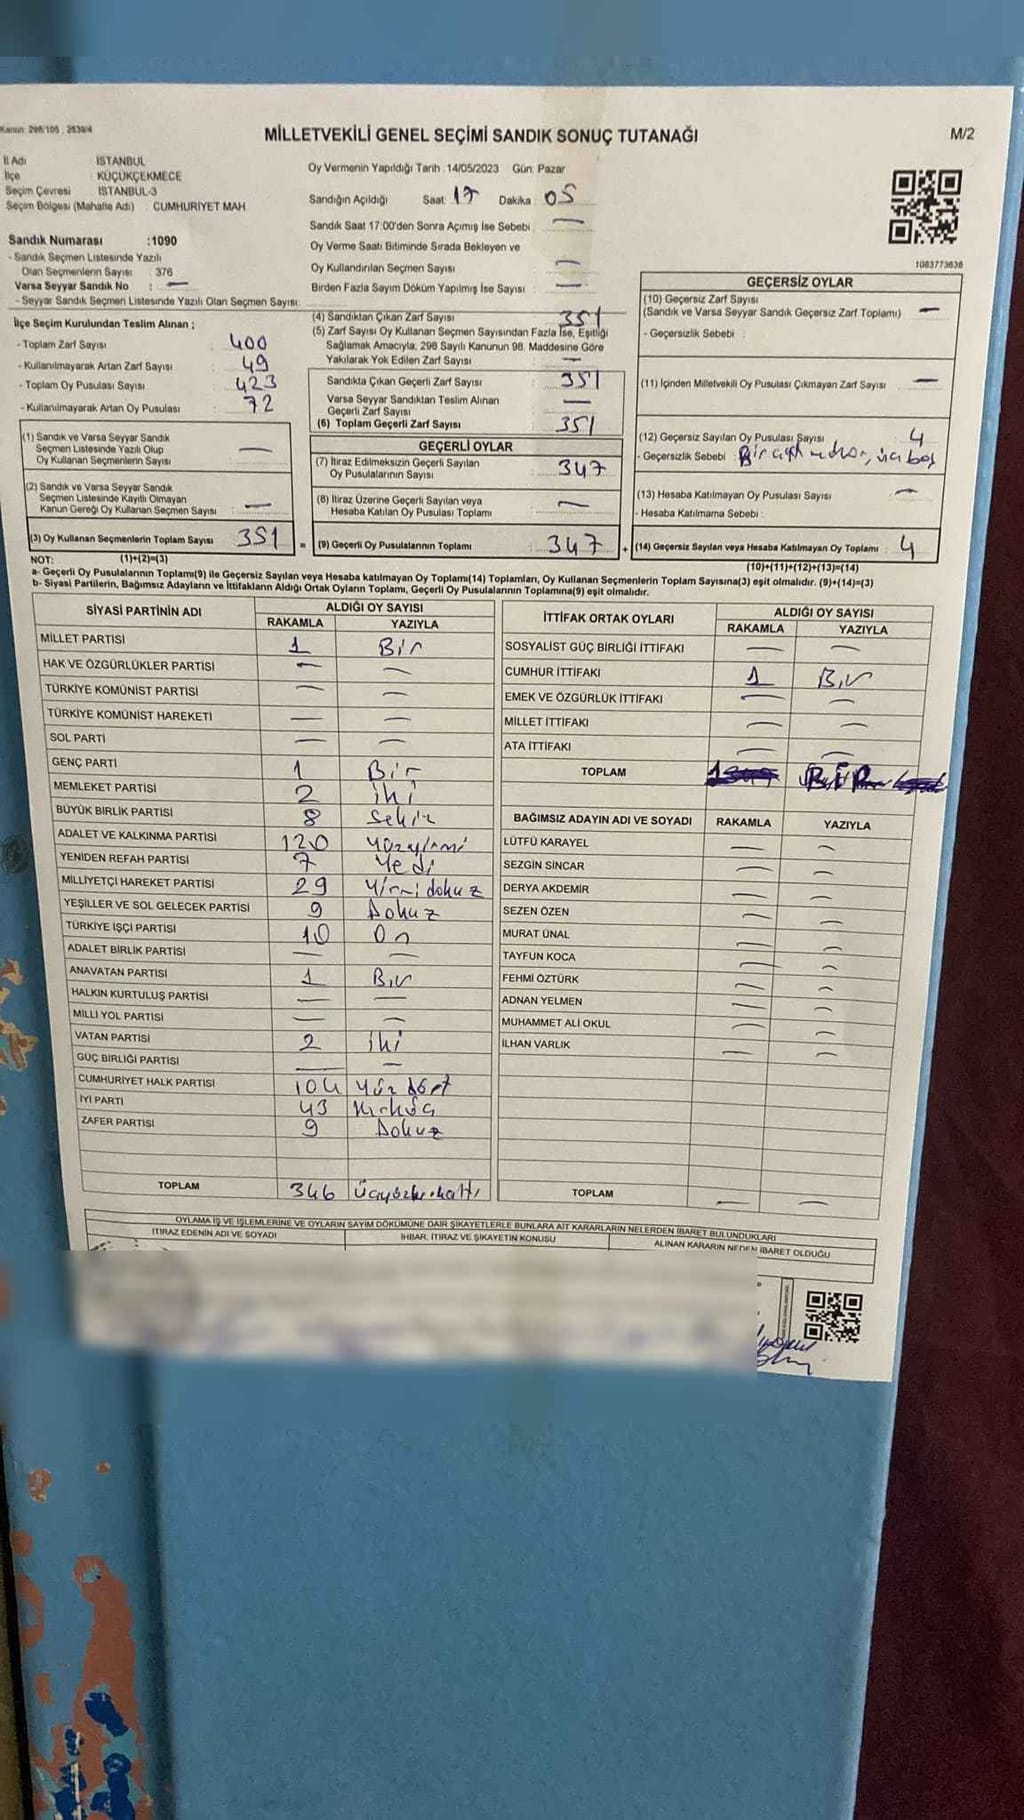 Kanun: 298/105 , 2839/4
MİLLETVEKİLİ GENEL SEÇİMİ SANDIK SONUÇ TUTANAĞI
M/2
İl Adı İSTANBUL
İlçe KÜÇÜKÇEKMECE
Seçim Çevresi İSTANBUL-3
Seçim Bölgesi (Mahalle Adı) : CUMHURİYET MAH.
Oy Vermenin Yapıldığı Tarih : 14/05/2023 Gün: Pazar
Sandığın Açıldığı Saat: 17 Dakika : 05
Sandık Saat 17:00'den Sonra Açmış İse Sebebi : —
Oy Verme Saati Bitiminde Sırada Bekleyen ve
Oy Kullandırılan Seçmen Sayısı —
Birden Fazla Sayım Döküm Yapılmış İse Sayısı : —
1083773636
Sandık Numarası :1090
- Sandık Seçmen Listesinde Yazılı
Olan Seçmenlerin Sayısı : 376
Varsa Seyyar Sandık No : —
- Seyyar Sandık Seçmen Listesinde Yazılı Olan Seçmen Sayısı:
İlçe Seçim Kurulundan Teslim Alınan ;
- Toplam Zarf Sayısı : 400
- Kullanılmayarak Artan Zarf Sayısı : 49
- Toplam Oy Pusulası Sayısı : 423
- Kullanılmayarak Artan Oy Pusulası : 72
(1) Sandık ve Varsa Seyyar Sandık
Seçmen Listesinde Yazılı Olup
Oy Kullanan Seçmenlerin Sayısı —
(2) Sandık ve Varsa Seyyar Sandık
Seçmen Listesinde Kayıtlı Olmayan
Kanun Gereği Oy Kullanan Seçmen Sayısı : —
(3) Oy Kullanan Seçmenlerin Toplam Sayısı 351 =
(4) Sandıktan Çıkan Zarf Sayısı : 351
(5) Zarf Sayısı Oy Kullanan Seçmen Sayısından Fazla İse, Eşitliği
Sağlamak Amacıyla; 298 Sayılı Kanunun 98. Maddesine Göre
Yakılarak Yok Edilen Zarf Sayısı : —
Sandıkta Çıkan Geçerli Zarf Sayısı : 351
Varsa Seyyar Sandıktan Teslim Alınan
Geçerli Zarf Sayısı —
(6) Toplam Geçerli Zarf Sayısı : 351
GEÇERLİ OYLAR
(7) İtiraz Edilmeksizin Geçerli Sayılan
Oy Pusulalarının Sayısı : 347
(8) İtiraz Üzerine Geçerli Sayılan veya
Hesaba Katılan Oy Pusulası Toplamı : —
(9) Geçerli Oy Pusulalarının Toplamı : 347 +
GEÇERSİZ OYLAR
(10) Geçersiz Zarf Sayısı
(Sandık ve Varsa Seyyar Sandık Geçersiz Zarf Toplamı) : —
- Geçersizlik Sebebi :
(11) İçinden Milletvekili Oy Pusulası Çıkmayan Zarf Sayısı : —
(12) Geçersiz Sayılan Oy Pusulası Sayısı : 4
- Geçersizlik Sebebi :
(13) Hesaba Katılmayan Oy Pusulası Sayısı : —
- Hesaba Katılmama Sebebi :
(14) Geçersiz Sayılan veya Hesaba Katılmayan Oy Toplamı : 4
NOT: (1)+(2)=(3)
(10)+(11)+(12)+(13)=(14)
a- Geçerli Oy Pusulalarının Toplamı(9) ile Geçersiz Sayılan veya Hesaba katılmayan Oy Toplamı(14) Toplamları, Oy Kullanan Seçmenlerin Toplam Sayısına(3) eşit olmalıdır. (9)+(14)=(3)
b- Siyasi Partilerin, Bağımsız Adayların ve İttifakların Aldığı Ortak Oyların Toplamı, Geçerli Oy Pusulalarının Toplamına(9) eşit olmalıdır.
SİYASİ PARTİNİN ADI
ALDIĞI OY SAYISI
RAKAMLA YAZIYLA
MİLLET PARTİSİ 1 Bir
HAK VE ÖZGÜRLÜKLER PARTİSİ — —
TÜRKİYE KOMÜNİST PARTİSİ — —
TÜRKİYE KOMÜNİST HAREKETİ — —
SOL PARTİ — —
GENÇ PARTİ 1 Bir
MEMLEKET PARTİSİ 2 iki
BÜYÜK BİRLİK PARTİSİ 8 Sekiz
ADALET VE KALKINMA PARTİSİ 120 Yüzyirmi
YENİDEN REFAH PARTİSİ 7 Yedi
MİLLİYETÇİ HAREKET PARTİSİ 29 Yirmi dokuz
YEŞİLLER VE SOL GELECEK PARTİSİ 9 Dokuz
TÜRKİYE İŞÇİ PARTİSİ 10 On
ADALET BİRLİK PARTİSİ — —
ANAVATAN PARTİSİ 1 Bir
HALKIN KURTULUŞ PARTİSİ — —
MİLLİ YOL PARTİSİ — —
VATAN PARTİSİ 2 iki
GÜÇ BİRLİĞİ PARTİSİ — —
CUMHURİYET HALK PARTİSİ 104 Yüz dört
İYİ PARTİ 43 Kırküç
ZAFER PARTİSİ 9 Dokuz
TOPLAM 346 Üçyüzkırkaltı
İTTİFAK ORTAK OYLARI
ALDIĞI OY SAYISI
RAKAMLA YAZIYLA
SOSYALİST GÜÇ BİRLİĞİ İTTİFAKI — —
CUMHUR İTTİFAKI 1 Bir
EMEK VE ÖZGÜRLÜK İTTİFAKI — —
MİLLET İTTİFAKI — —
ATA İTTİFAKI — —
TOPLAM 1 BİR
BAĞIMSIZ ADAYIN ADI VE SOYADI RAKAMLA YAZIYLA
LÜTFÜ KARAYEL — —
SEZGİN SİNCAR — —
DERYA AKDEMİR — —
SEZEN ÖZEN — —
MURAT ÜNAL — —
TAYFUN KOCA — —
FEHMİ ÖZTÜRK — —
ADNAN YELMEN — —
MUHAMMET ALİ OKUL — —
İLHAN VARLIK — —
TOPLAM — —
OYLAMA İŞ VE İŞLEMLERİNE VE OYLARIN SAYIM DÖKÜMÜNE DAİR ŞİKAYETLERLE BUNLARA AİT KARARLARIN NELERDEN İBARET BULUNDUKLARI
İTİRAZ EDENİN ADI VE SOYADI
İHBAR, İTİRAZ VE ŞİKAYETİN KONUSU
ALINAN KARARIN NEDEN İBARET OLDUĞU